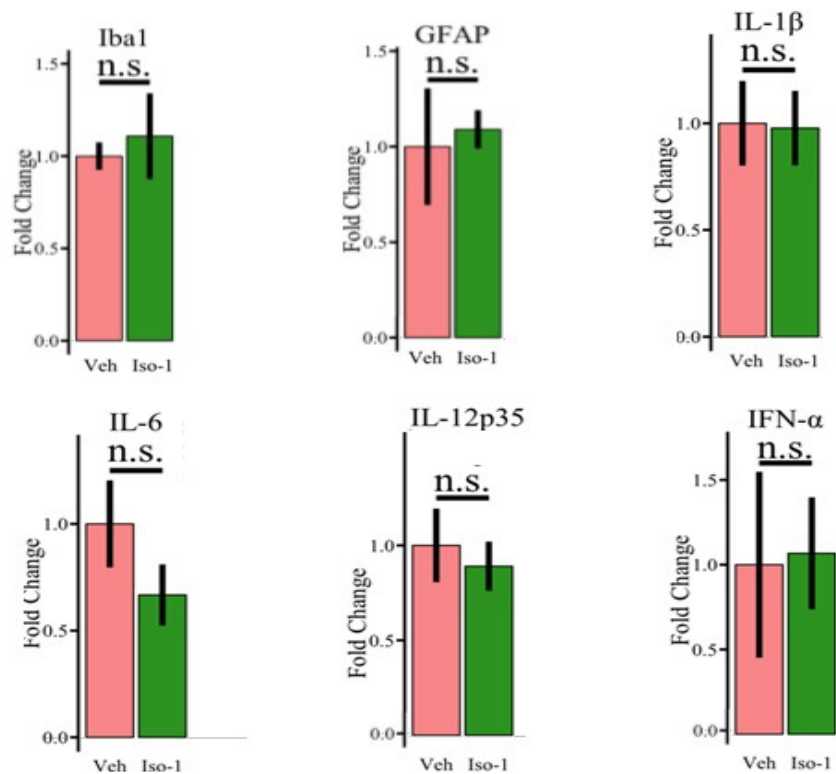 Iba1
n.s.
1.5
1.0
0.5
0.0
Fold Change
Veh Iso-1
GFAP
n.s.
1.5
1.0
0.5
0.0
Fold Change
Veh Iso-1
IL-1β
n.s.
1.0
0.5
0.0
Fold Change
Veh Iso-1
IL-6
n.s.
1.0
0.5
0.0
Fold Change
Veh Iso-1
IL-12p35
n.s.
1.0
0.5
0.0
Fold Change
Veh Iso-1
IFN-α
n.s.
1.5
1.0
0.5
0.0
Fold Change
Veh Iso-1